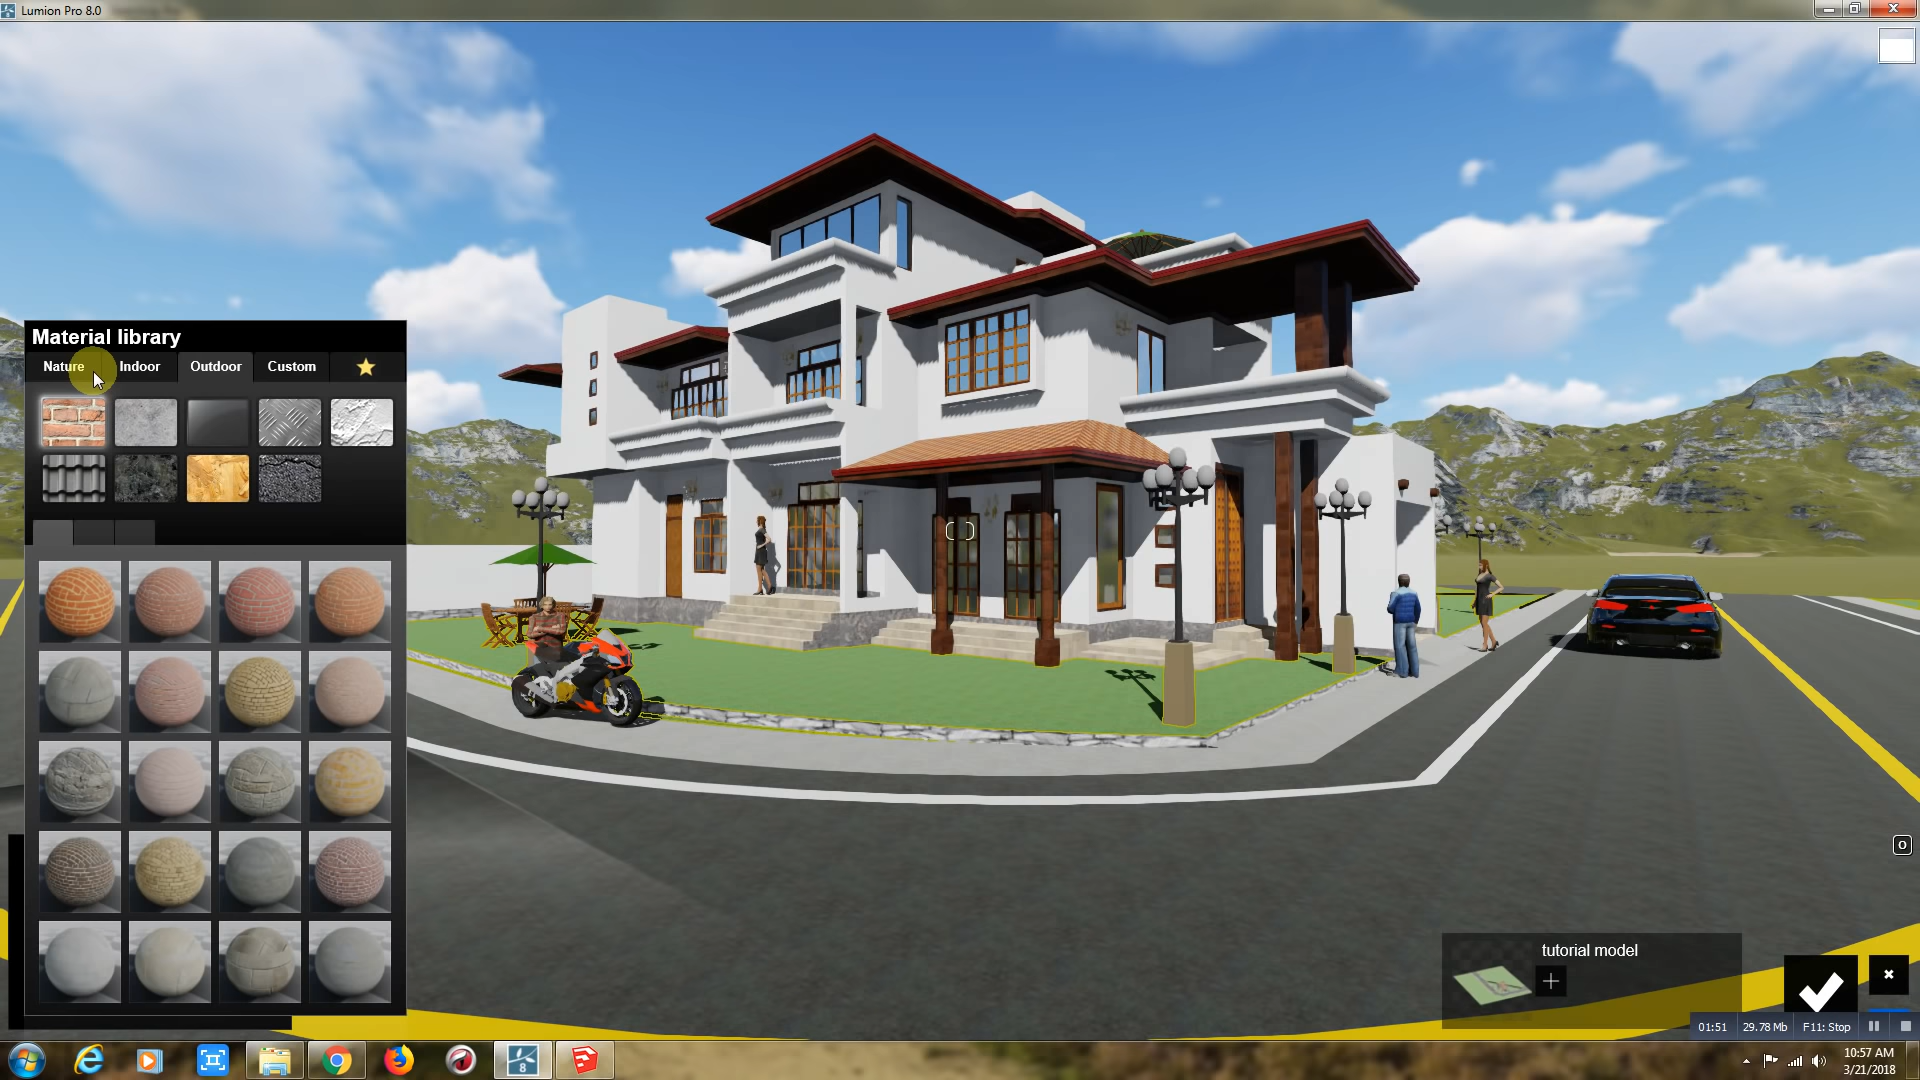 Lumion Pro 8.0
Material library
Nature Indoor Outdoor Custom
O
tutorial model
01:51 29.78 Mb F11: Stop
8
10:57 AM
3/21/2018